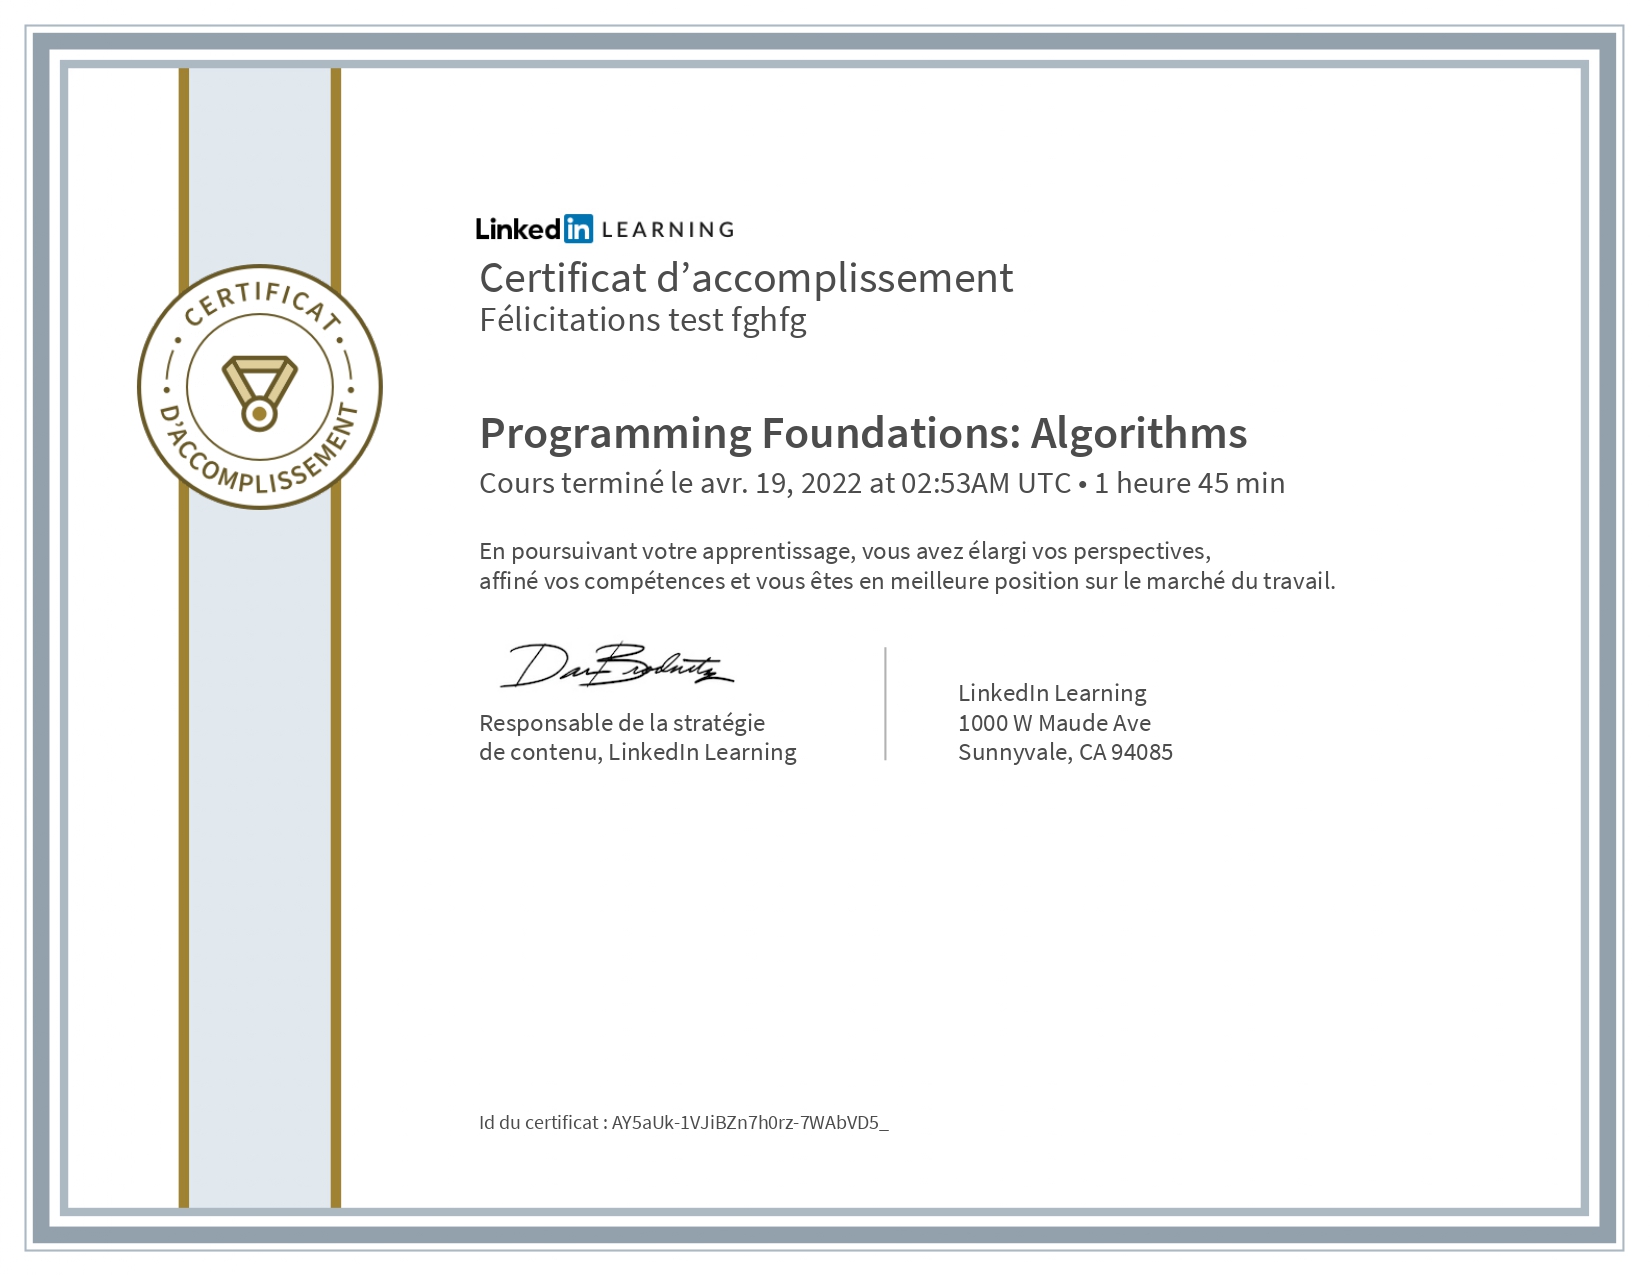 CERTIFICAT
D'ACCOMPLISSEMENT
Linked in LEARNING
Certificat d’accomplissement
Félicitations test fghfg
Programming Foundations: Algorithms
Cours terminé le avr. 19, 2022 at 02:53AM UTC • 1 heure 45 min
En poursuivant votre apprentissage, vous avez élargi vos perspectives,
affiné vos compétences et vous êtes en meilleure position sur le marché du travail.
Responsable de la stratégie
de contenu, LinkedIn Learning
LinkedIn Learning
1000 W Maude Ave
Sunnyvale, CA 94085
Id du certificat : AY5aUk-1VJiBZn7h0rz-7WAbVD5_